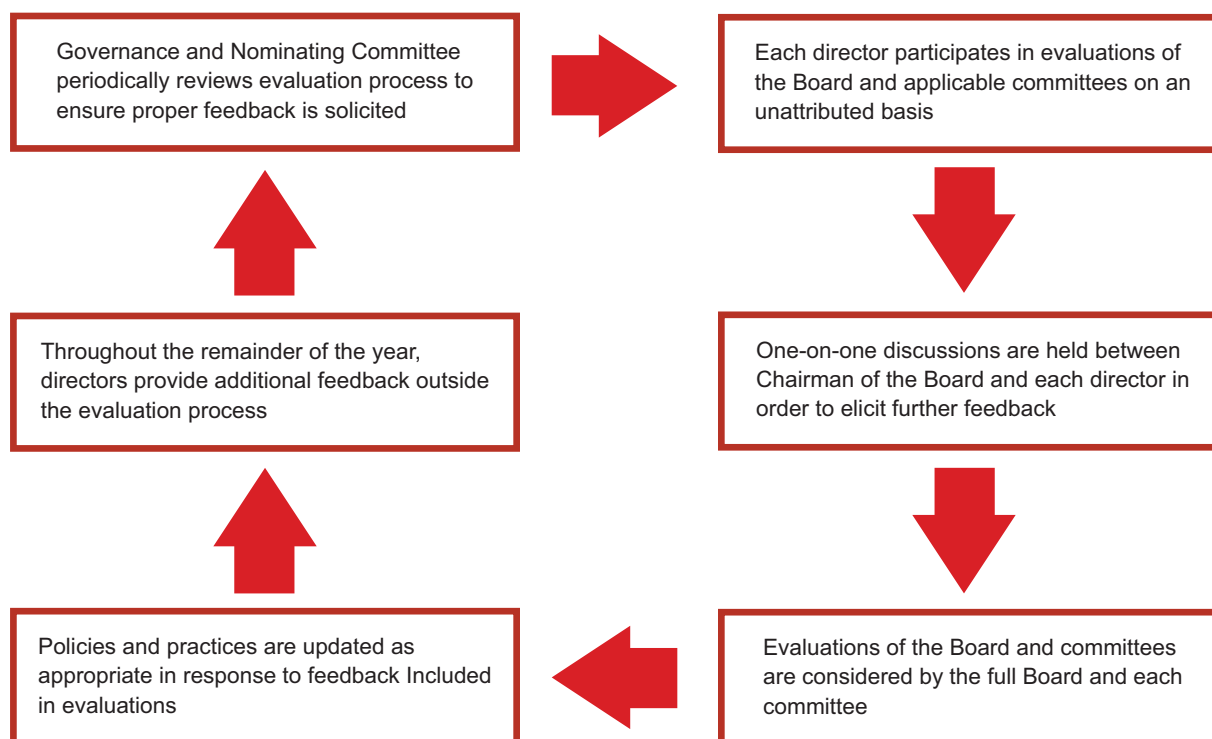 Governance and Nominating Committee
periodically reviews evaluation process to
ensure proper feedback is solicited
Each director participates in evaluations of
the Board and applicable committees on an
unattributed basis
One-on-one discussions are held between
Chairman of the Board and each director in
order to elicit further feedback
Evaluations of the Board and committees
are considered by the full Board and each
committee
Policies and practices are updated as
appropriate in response to feedback Included
in evaluations
Throughout the remainder of the year,
directors provide additional feedback outside
the evaluation process